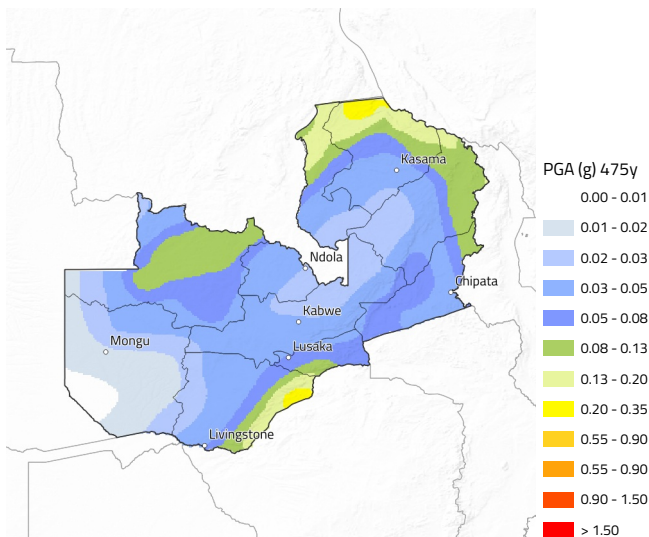 Kasama
PGA (g) 475y
0.00 - 0.01
0.01 - 0.02
0.02 - 0.03
0.03 - 0.05
0.05 - 0.08
0.08 - 0.13
0.13 - 0.20
0.20 - 0.35
0.55 - 0.90
0.55 - 0.90
0.90 - 1.50
> 1.50
Ndola
Chipata
Kabwe
Mongu
Lusaka
Livingstone